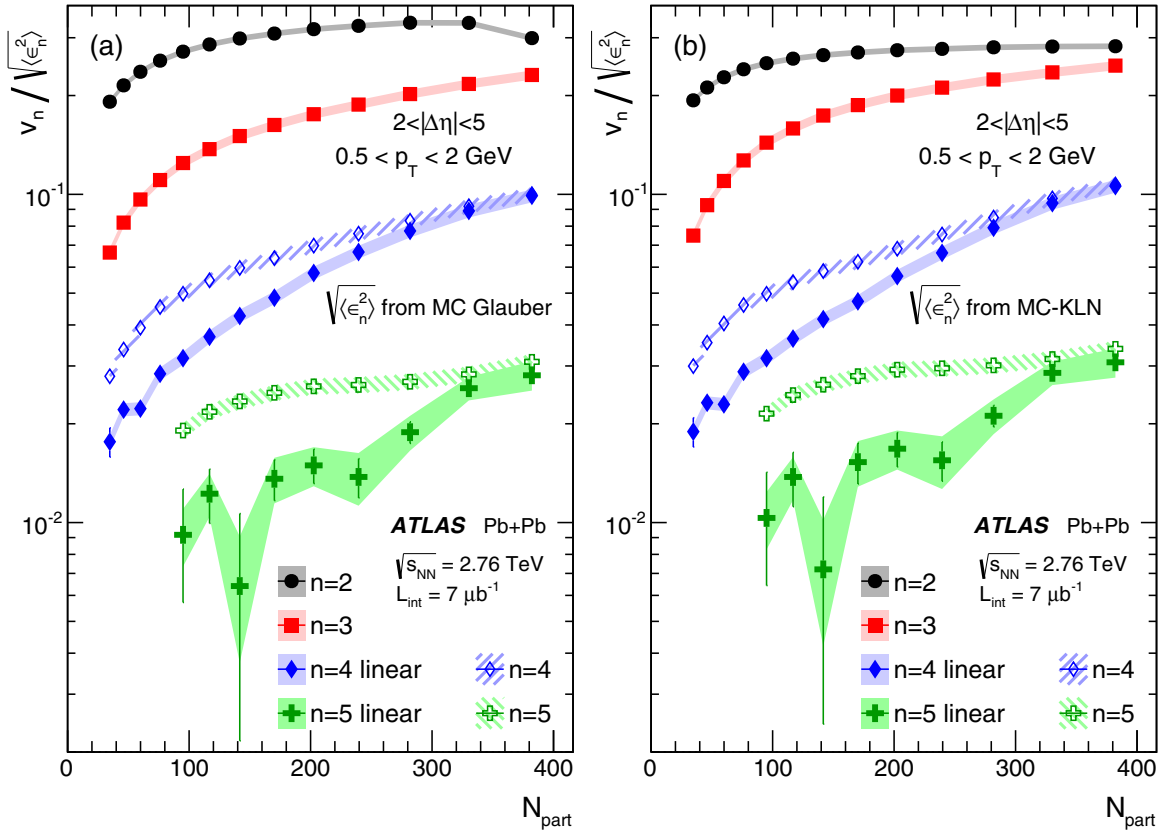 v_n / √⟨ϵ_n^2⟩
(a)
2<|Δη|<5
0.5 < p_T < 2 GeV
10^-1
√⟨ϵ_n^2⟩ from MC Glauber
10^-2
ATLAS Pb+Pb
√s_NN = 2.76 TeV
L_int = 7 μb^-1
n=2
n=3
n=4 linear n=4
n=5 linear n=5
0 100 200 300 400
N_part
v_n / √⟨ϵ_n^2⟩
(b)
2<|Δη|<5
0.5 < p_T < 2 GeV
10^-1
√⟨ϵ_n^2⟩ from MC-KLN
10^-2
ATLAS Pb+Pb
√s_NN = 2.76 TeV
L_int = 7 μb^-1
n=2
n=3
n=4 linear n=4
n=5 linear n=5
0 100 200 300 400
N_part